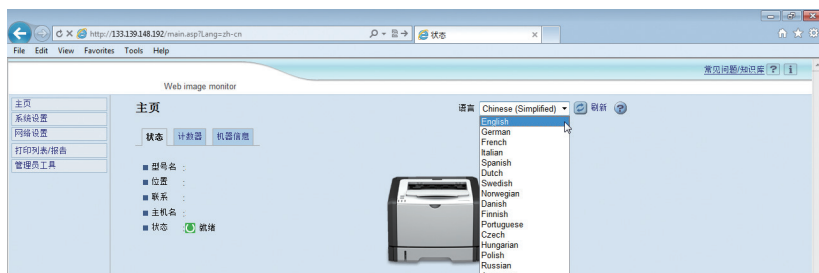 http://133.139.148.192/main.asp?Lang=zh-cn
状态
File Edit View Favorites Tools Help
常见问题/知识库 ? i
Web image monitor
主页
系统设置
网络设置
打印列表/报告
管理员工具
主页
语言 Chinese (Simplified) 刷新 ?
状态 计数器 机器信息
型号名 :
位置 :
联系 :
主机名 :
状态 : 就绪
English
German
French
Italian
Spanish
Dutch
Swedish
Norwegian
Danish
Finnish
Portuguese
Czech
Hungarian
Polish
Russian